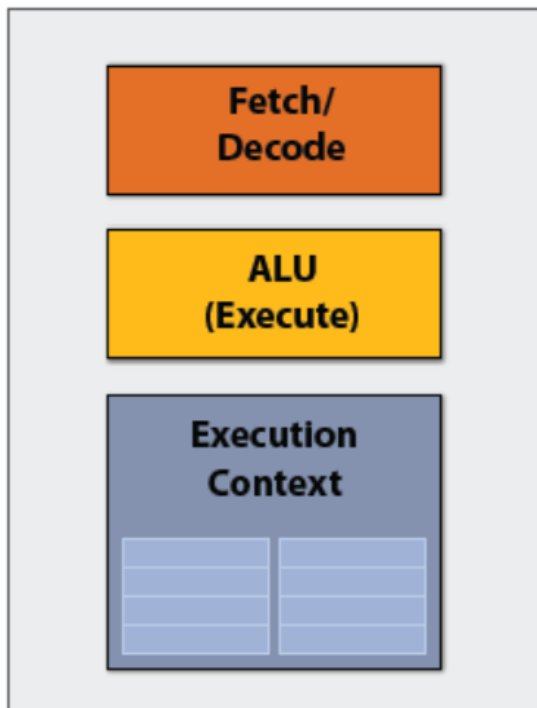 Fetch/
Decode
ALU
(Execute)
Execution
Context